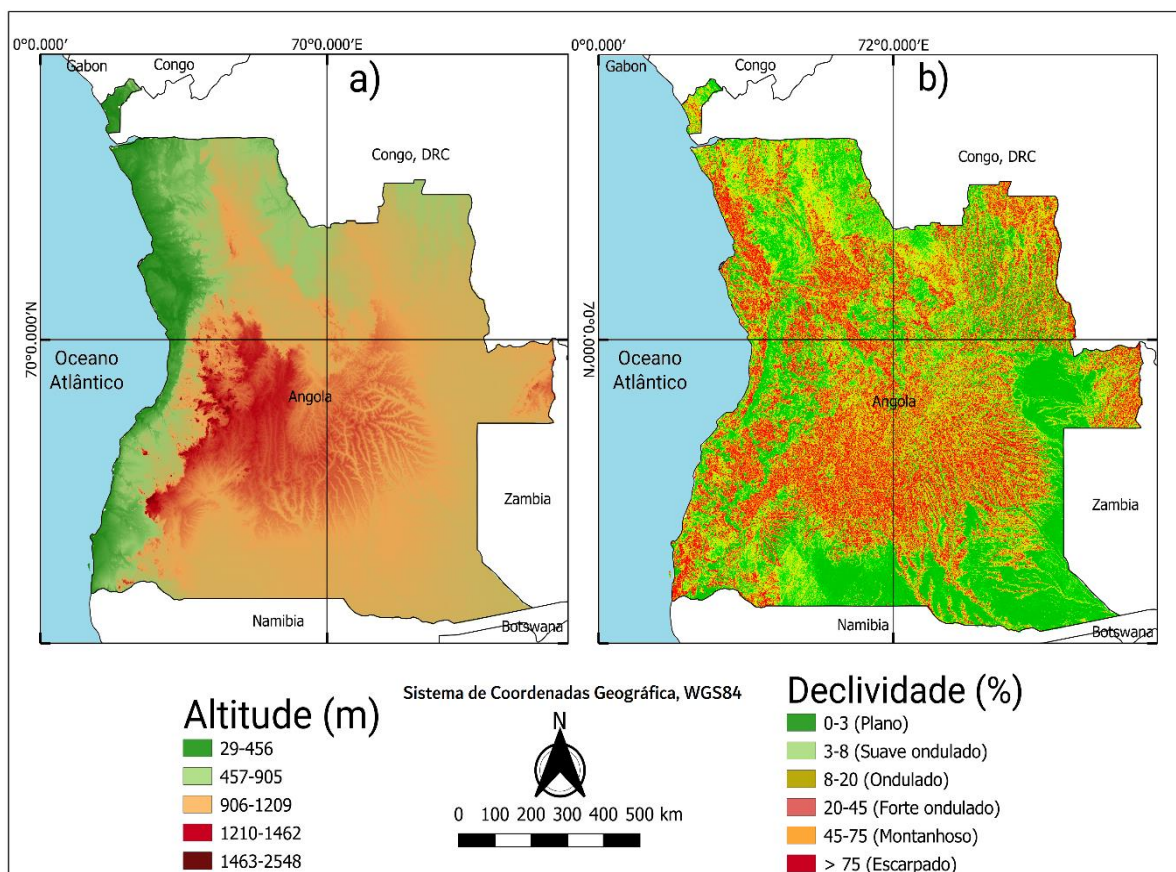 0°0.000'
70°0.000'
Gabon
Congo
a)
Congo, DRC
70°0.000'N
Oceano
Atlântico
Angola
Zambia
Namibia
Botswana
0°0.000'
72°0.000'
Congo
b)
Gabon
Congo, DRC
70°0.000'N
Oceano
Atlântico
Angola
Zambia
Namibia
Botswana
Altitude (m)
29-456
457-905
906-1209
1210-1462
1463-2548
Sistema de Coordenadas Geográfica, WGS84
N
0 100 200 300 400 500 km
Declividade (%)
0-3 (Plano)
3-8 (Suave ondulado)
8-20 (Ondulado)
20-45 (Forte ondulado)
45-75 (Montanhoso)
> 75 (Escarpado)